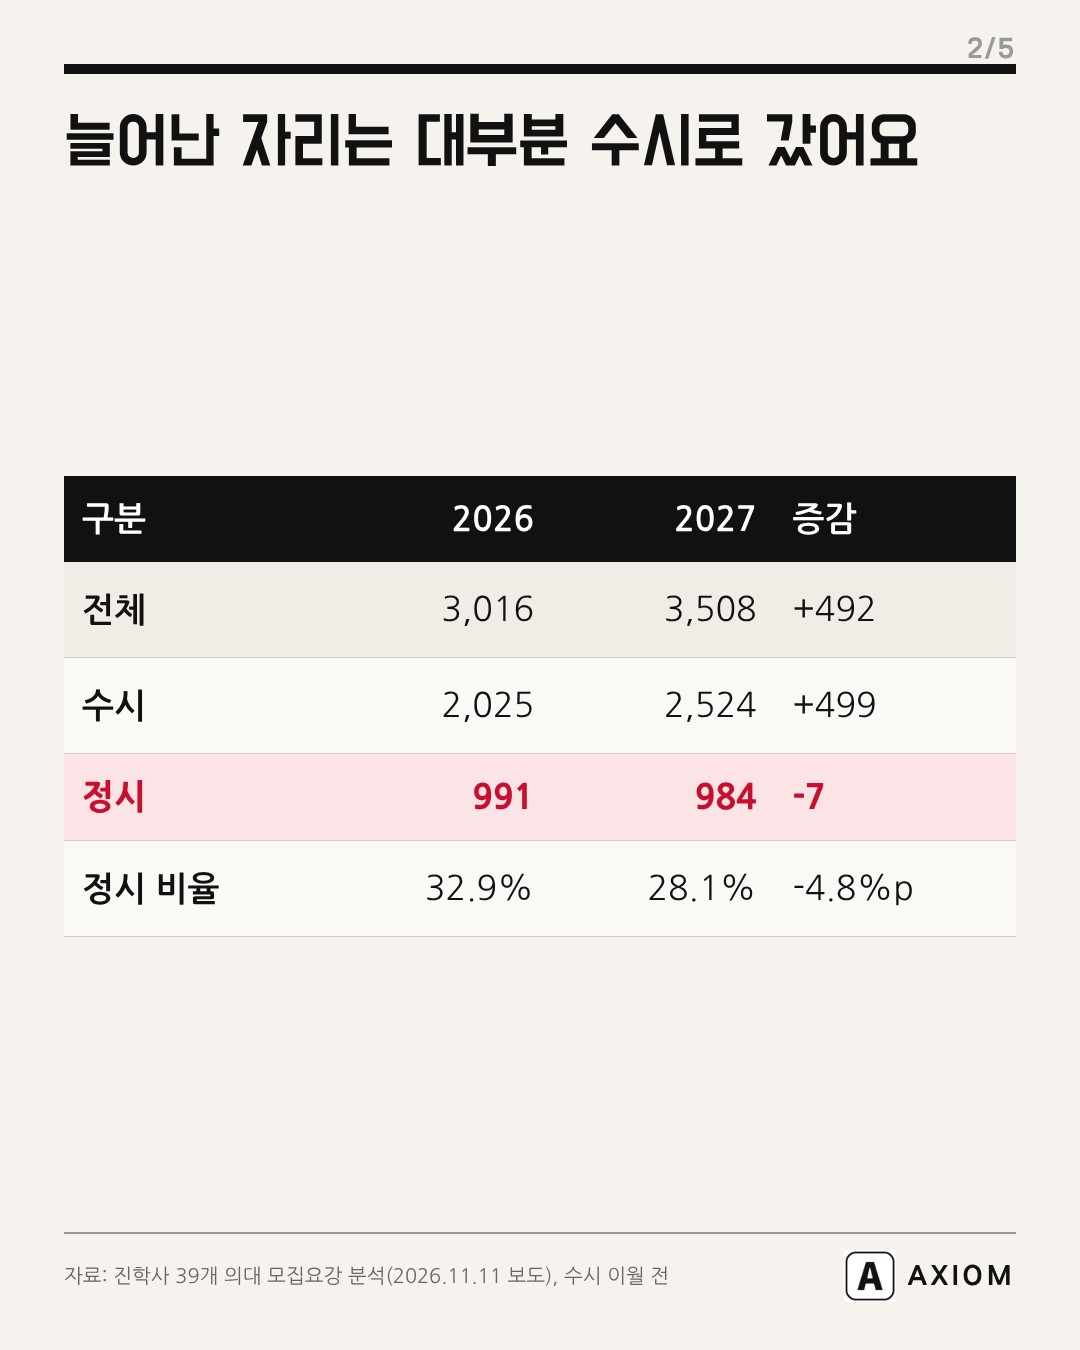 2/5
늘어난 자리는 대부분 수시로 갔어요
구분 2026 2027 증감
전체 3,016 3,508 +492
수시 2,025 2,524 +499
정시 991 984 -7
정시 비율 32.9% 28.1% -4.8%p
자료: 진학사 39개 의대 모집요강 분석(2026.11.11 보도), 수시 이월 전
A AXIOM